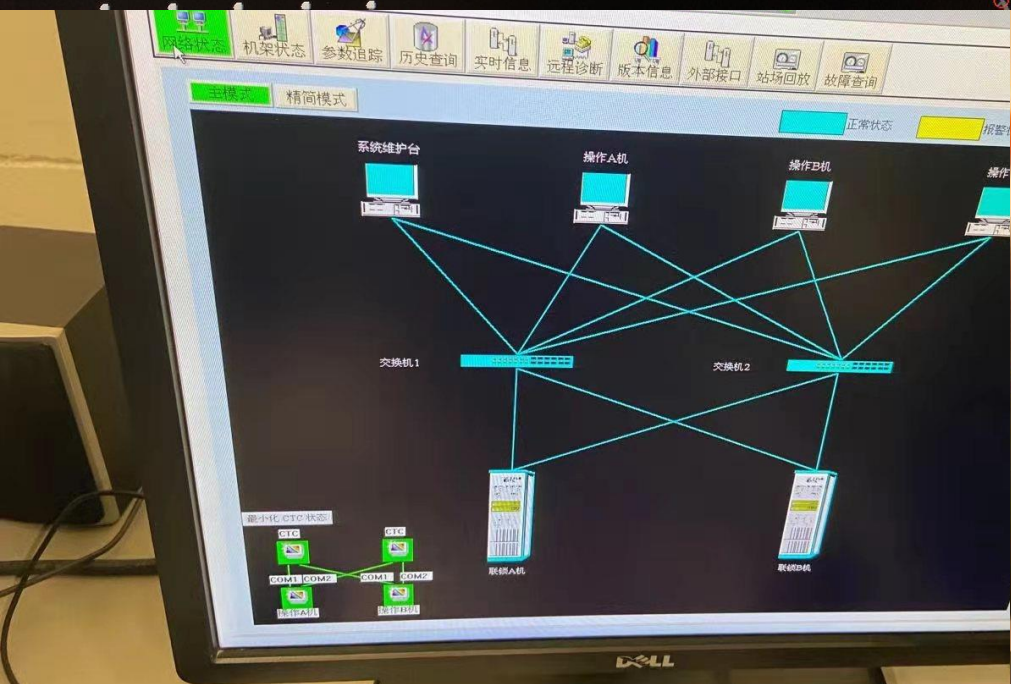 网络状态
机架状态
参数追踪
历史查询
实时信息
远程诊断
版本信息
外部接口
站场回放
故障查询
主模式
精简模式
正常状态
报警
系统维护台
操作A机
操作B机
操作
交换机1
交换机2
联锁A机
联锁B机
最小化 CTC 状态
CTC
CTC
COM1
COM2
COM1
COM2
操作A机
操作B机
DELL